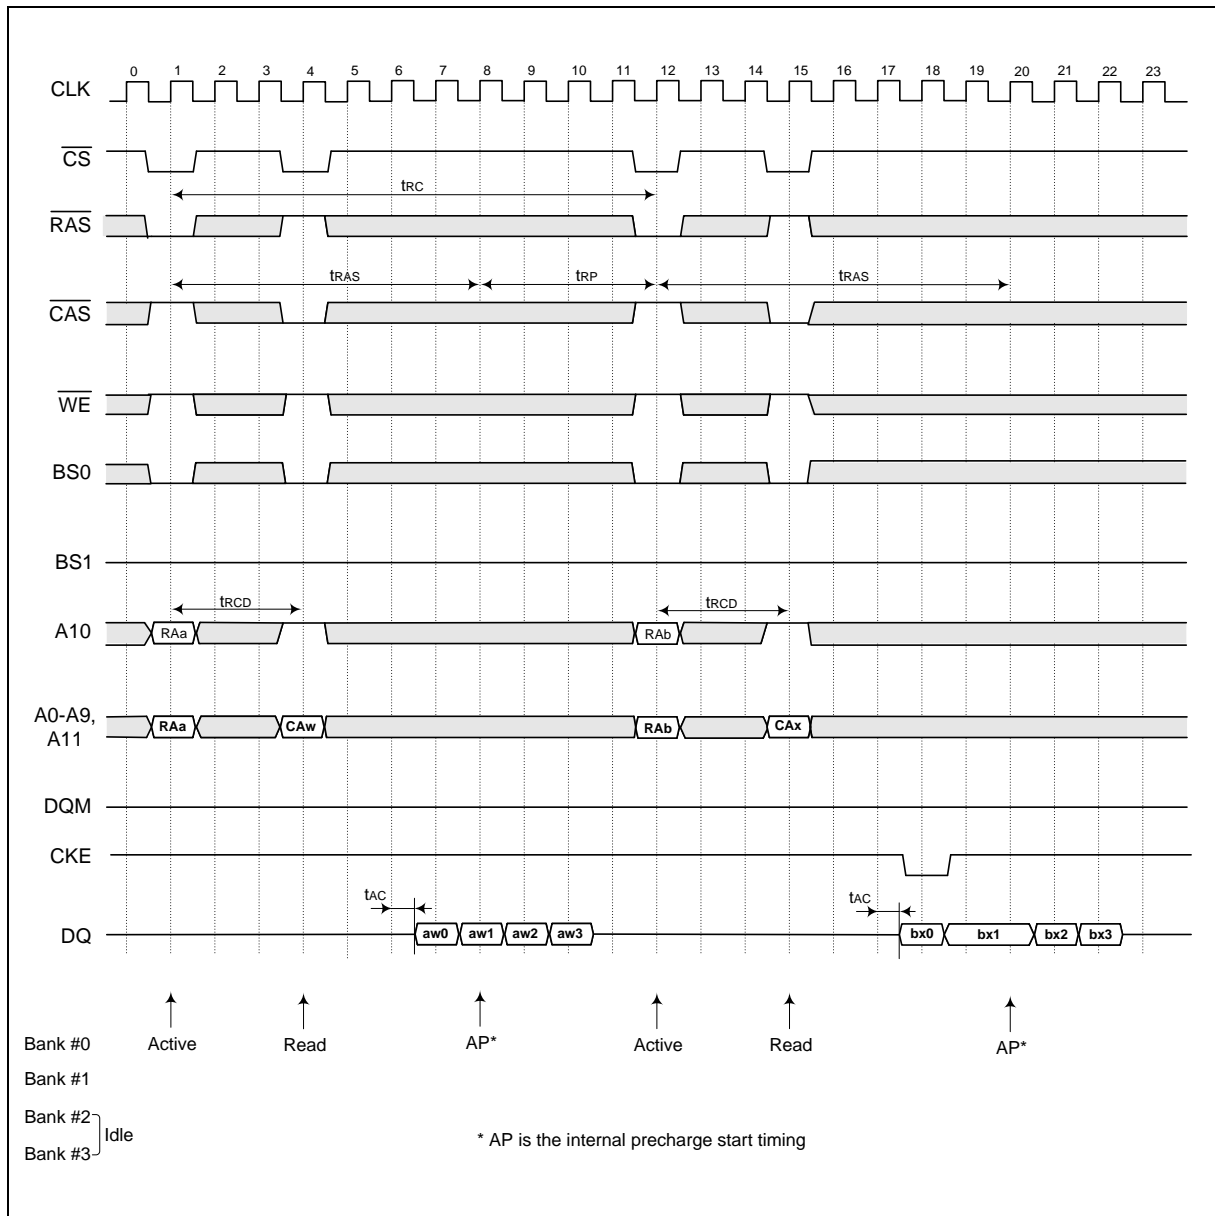 0 1 2 3 4 5 6 7 8 9 10 11 12 13 14 15 16 17 18 19 20 21 22 23
CLK
CS
tRC
RAS
tRAS tRP tRAS
CAS
WE
BS0
BS1
tRCD tRCD
A10 RAa RAb
A0-A9,
A11
RAa CAw RAb CAx
DQM
CKE
tAC tAC
DQ aw0 aw1 aw2 aw3 bx0 bx1 bx2 bx3
Bank #0 Active Read AP* Active Read AP*
Bank #1
Bank #2
Idle
Bank #3
* AP is the internal precharge start timing